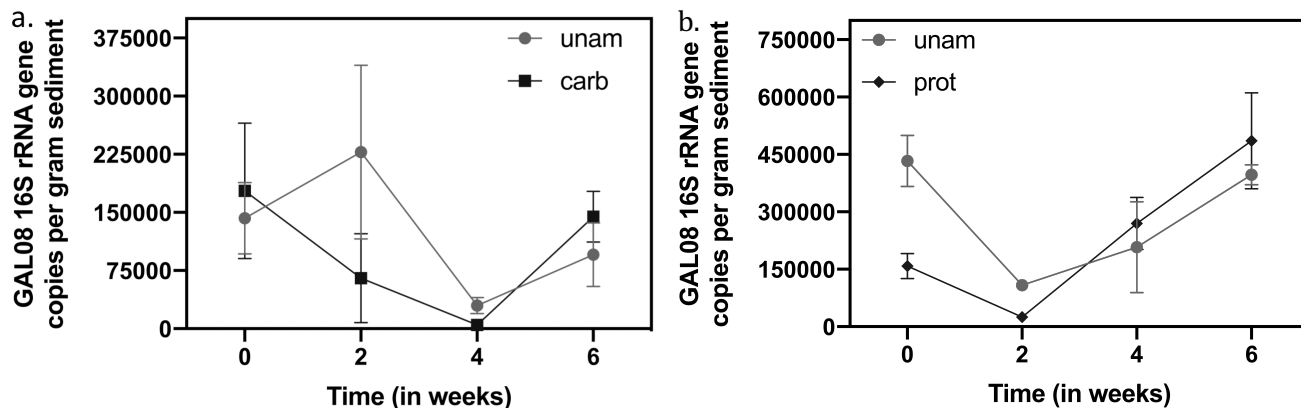 a.
GAL08 16S rRNA gene
copies per gram sediment
375000
300000
225000
150000
75000
0
unam
carb
0 2 4 6
Time (in weeks)
b.
GAL08 16S rRNA gene
copies per gram sediment
750000
600000
450000
300000
150000
0
unam
prot
0 2 4 6
Time (in weeks)